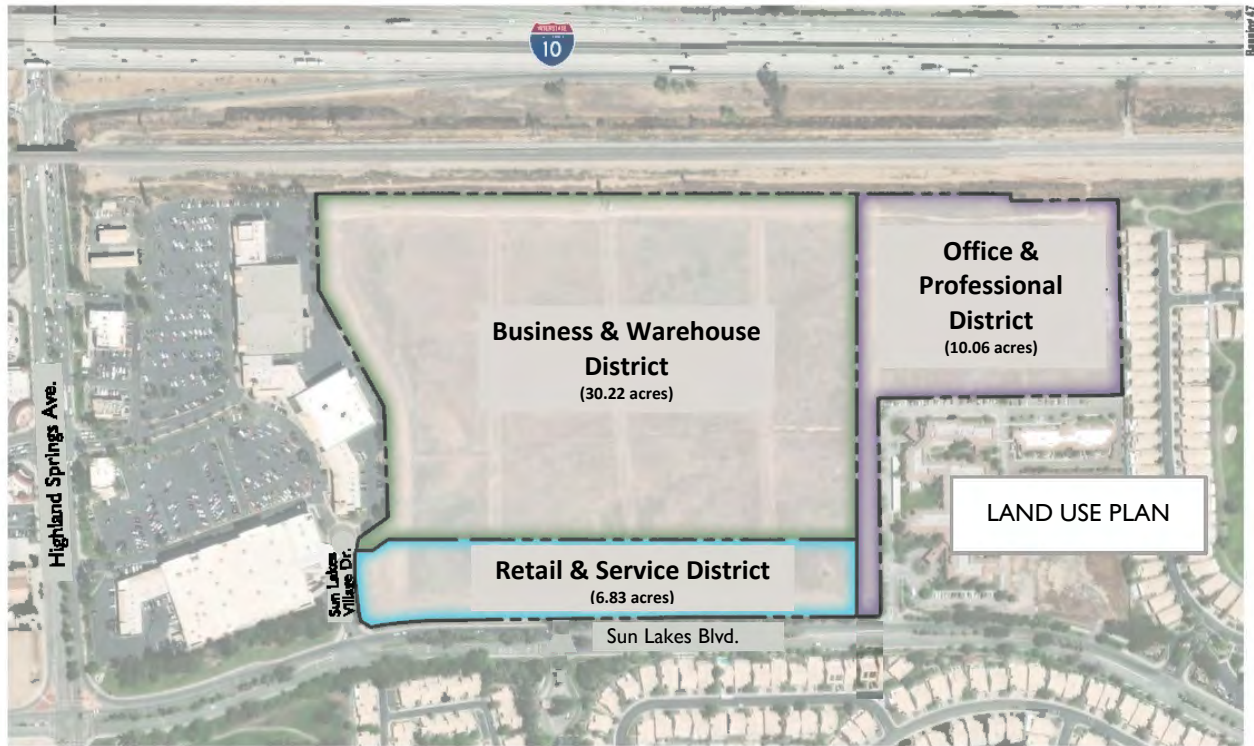 INTERSTATE
10
Highland Springs Ave.
Business & Warehouse
District
(30.22 acres)
Office &
Professional
District
(10.06 acres)
LAND USE PLAN
Sun Lakes
Village Dr.
Retail & Service District
(6.83 acres)
Sun Lakes Blvd.